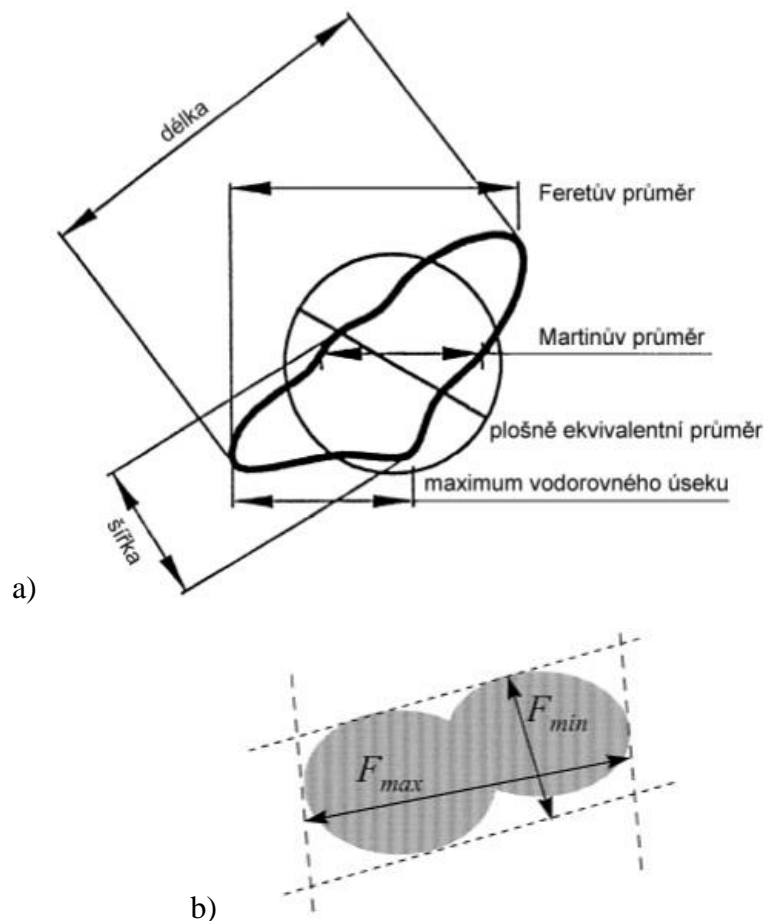 délka
Feretův průměr
Martinův průměr
plošně ekvivalentní průměr
maximum vodorovného úseku
šířka
a)
F_max
F_min
b)